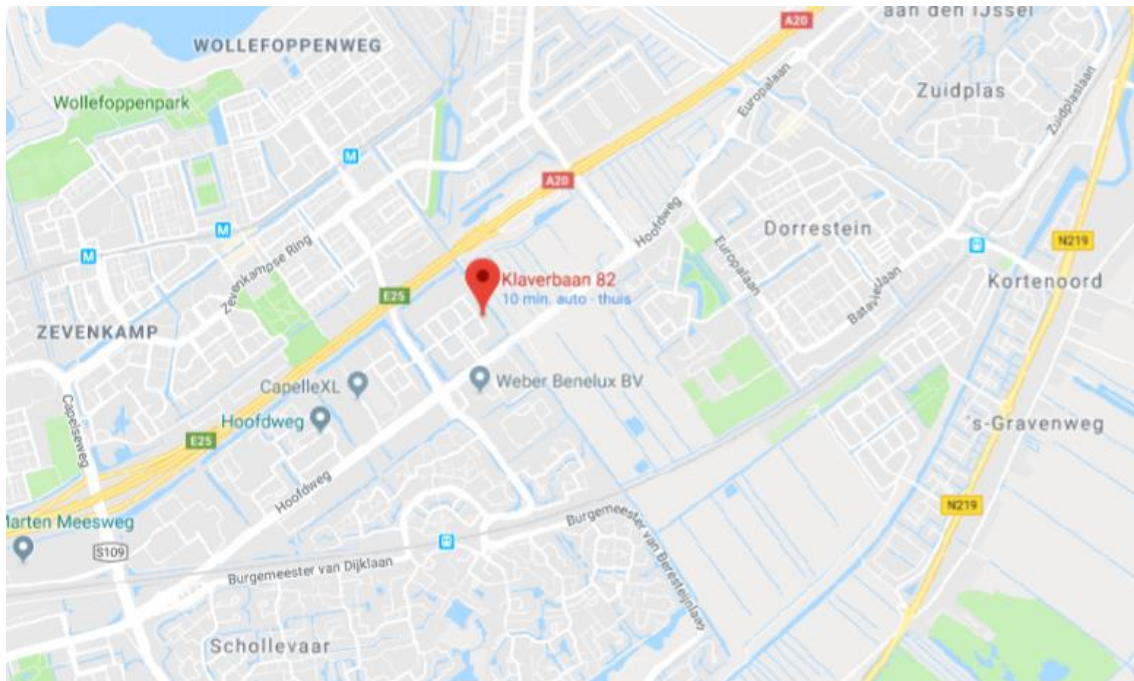 aan den IJssel
A20
WOLLEFOPPENWEG
Europalaan
Zuidplas
Zuidplaslaan
Wollefoppenpark
M
A20
M
Hoofdweg
Dorrestein
M
Zevenkampse Ring
Europalaan
N219
Klaverbaan 82
10 min. auto · thuis
Batavierlaan
Kortenoord
E25
ZEVENKAMP
CapelleXL
Weber Benelux BV
Hoofdweg
Capelseweg
's-Gravenweg
E25
Hoofdweg
N219
Marten Meesweg
S109
Burgemeester van Beresteijnlaan
Burgemeester van Dijklaan
Schollevaar